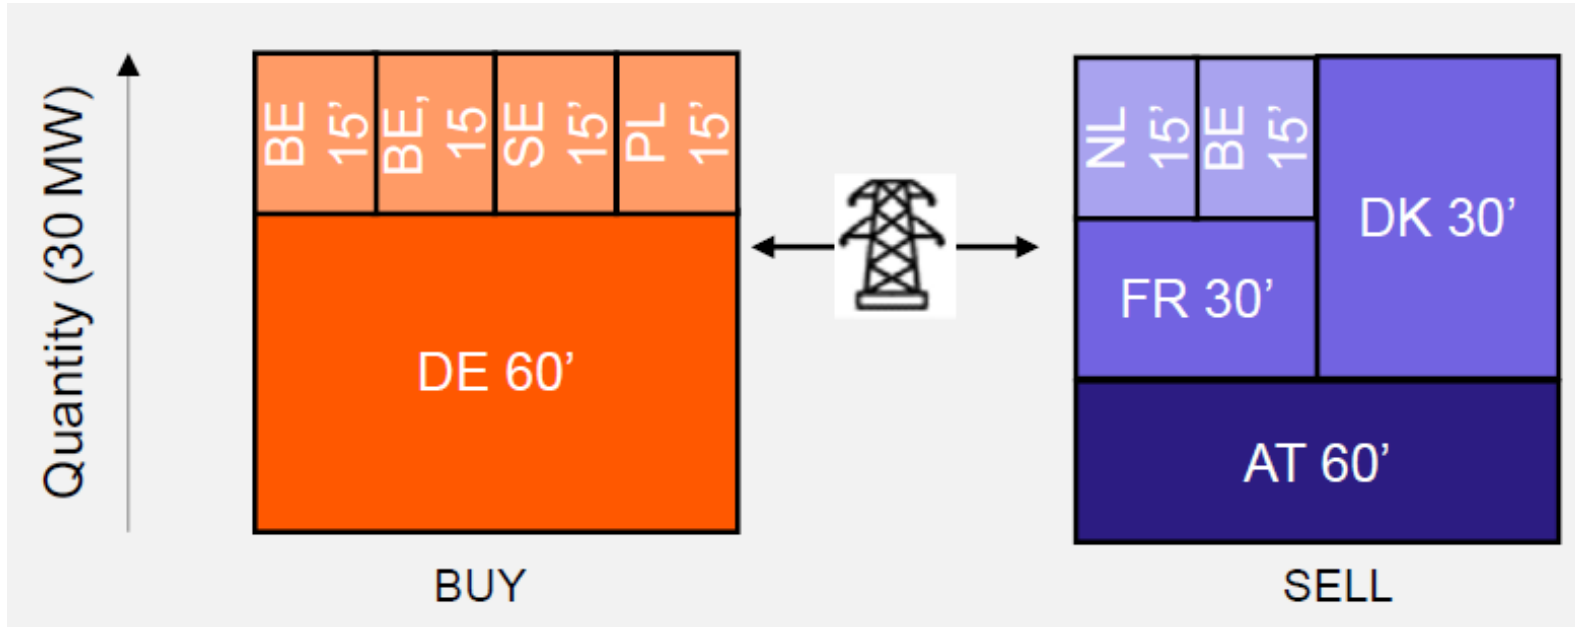 Quantity (30 MW)
BE
15’
BE,
15
SE
15’
PL
15’
DE 60’
BUY
NL
15’
BE
15’
DK 30’
FR 30’
AT 60’
SELL